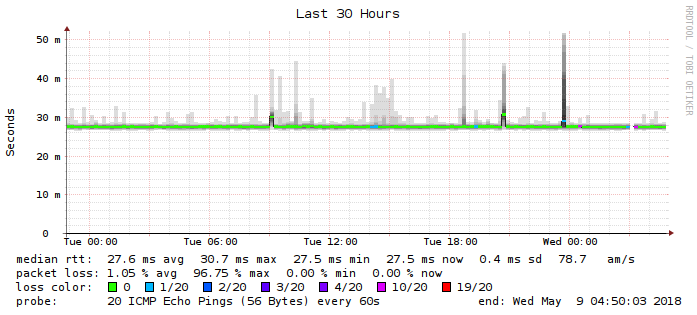 Last 30 Hours
RRDTOOL / TOBI OETIKER
Seconds
50 m
40 m
30 m
20 m
10 m
0
Tue 00:00 Tue 06:00 Tue 12:00 Tue 18:00 Wed 00:00
median rtt: 27.6 ms avg 30.7 ms max 27.5 ms min 27.5 ms now 0.4 ms sd 78.7 am/s
packet loss: 1.05 % avg 96.75 % max 0.00 % min 0.00 % now
loss color: 0 1/20 2/20 3/20 4/20 10/20 19/20
probe: 20 ICMP Echo Pings (56 Bytes) every 60s end: Wed May 9 04:50:03 2018